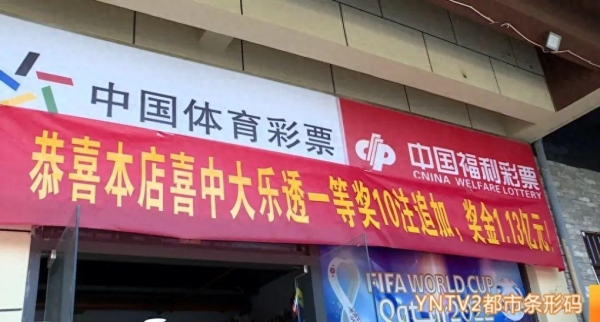 中国体育彩票
中国福利彩票
CNINA WELFARE LOTTERY
恭喜本店喜中大乐透一等奖10注追加，奖金1.13亿元！
FIFA WORLD CUP
Qatar 2022
YNTV2都市条形码